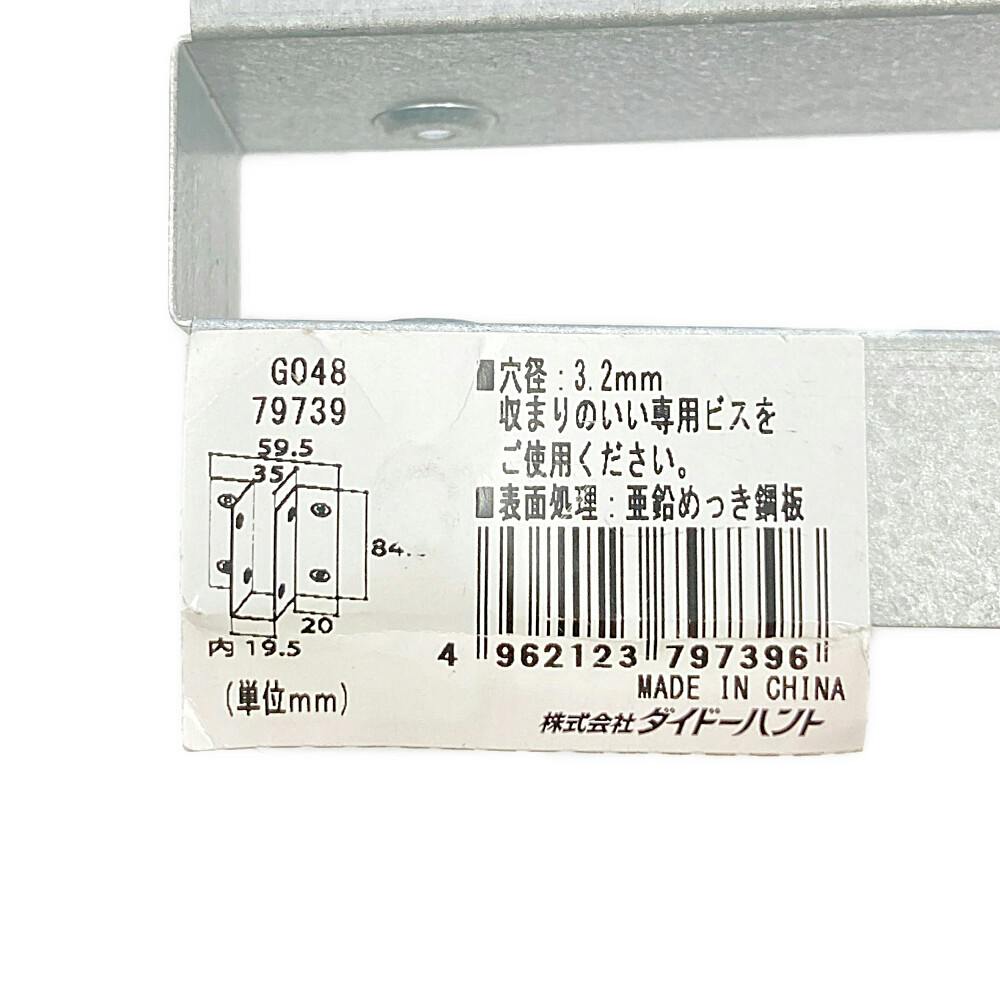 G048
79739
59.5
35
84.
20
内 19.5
(単位mm)
■穴径:3.2mm
収まりのいい専用ビスを
ご使用ください。
■表面処理:亜鉛めっき鋼板
4 962123 797396
MADE IN CHINA
株式会社 ダイドーハント